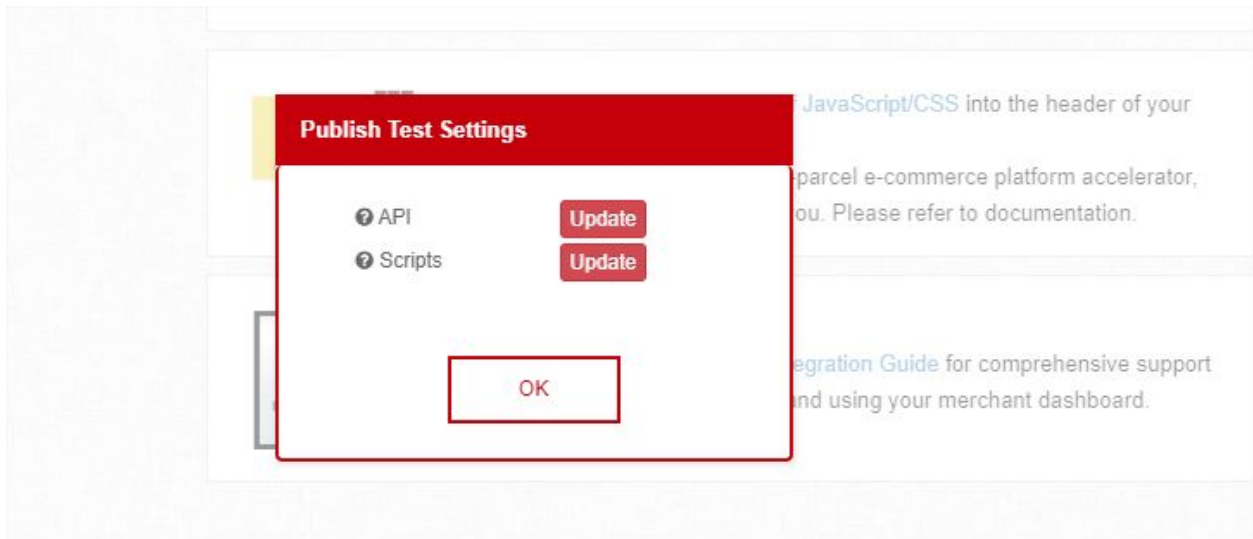 JavaScript/CSS into the header of your
Publish Test Settings
parcel e-commerce platform accelerator,
ou. Please refer to documentation.
API Update
Scripts Update
egration Guide for comprehensive support
OK
and using your merchant dashboard.